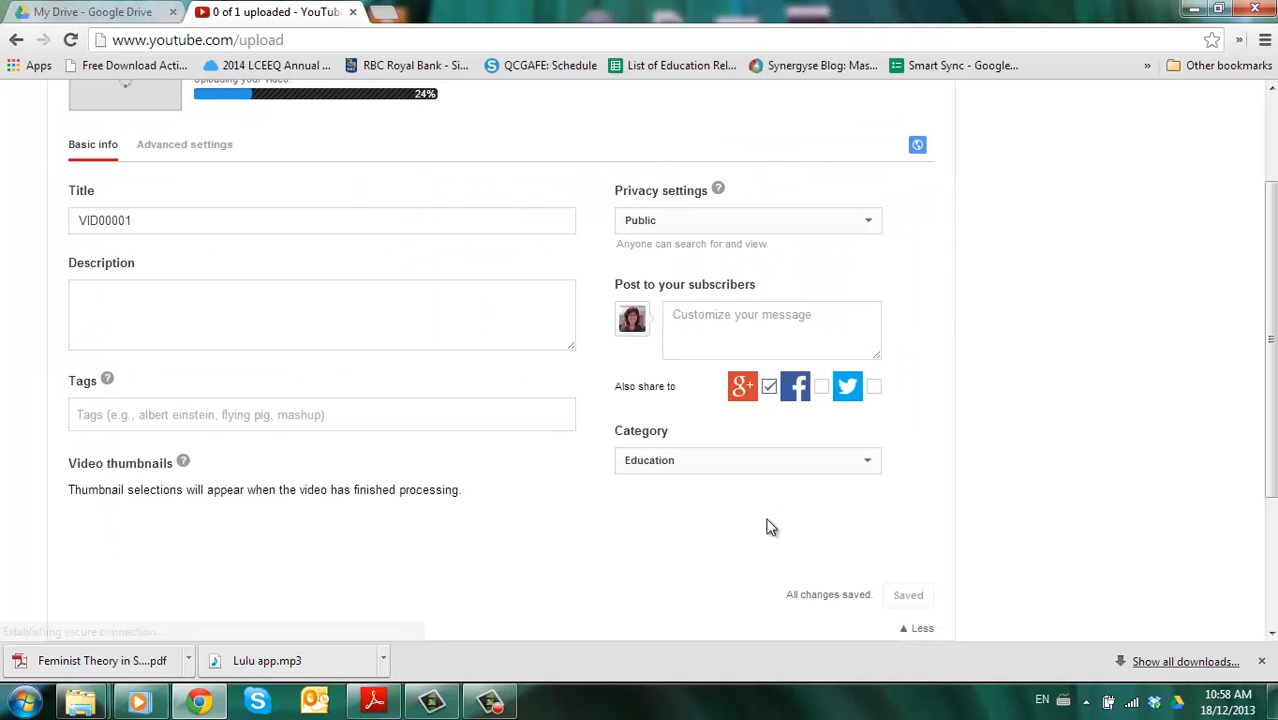 My Drive - Google Drive
0 of 1 uploaded - YouTub
www.youtube.com/upload
Apps
Free Download Acti...
2014 LCEEQ Annual ...
RBC Royal Bank - Si...
QCGAFE: Schedule
List of Education Rel...
Synergyse Blog: Mas...
Smart Sync - Google...
Other bookmarks
Uploading your video.
24%
Basic info
Advanced settings
Title
VID00001
Description
Tags
Tags (e.g., albert einstein, flying pig, mashup)
Video thumbnails
Thumbnail selections will appear when the video has finished processing.
Privacy settings
Public
Anyone can search for and view
Post to your subscribers
Customize your message
Also share to
Category
Education
All changes saved.
Saved
Less
Establishing secure connection...
Feminist Theory in S....pdf
Lulu app.mp3
Show all downloads...
EN
10:58 AM
18/12/2013